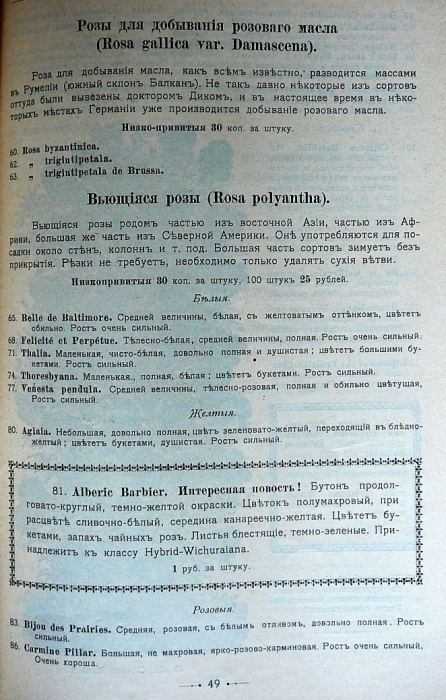 Розы для добыванія розоваго масла
(Rosa gallica var. Damascena).
Роза для добыванія масла, какъ всѣмъ извѣстно, разводится массами
въ Румеліи (южный склонъ Балканъ). Не такъ давно нѣкоторые изъ сортовъ
оттуда были вывезены докторомъ Дикомъ, и въ настоящее время въ нѣко-
торыхъ мѣстахъ Германіи уже производится добываніе розоваго масла.
Низко-привитыя 30 коп. за штуку.
60. Rosa byzantinica.
62. „ trigintipetala.
63. „ trigintipetala de Brussa.
Вьющіяся розы (Rosa polyantha).
Вьющіяся розы родомъ частью изъ восточной Азіи, частью изъ Аф-
рики, большая же часть изъ Сѣверной Америки. Онѣ употребляются для по-
садки около стѣнъ, колоннъ и т. под. Большая часть сортовъ зимуетъ безъ
прикрытія. Рѣзки не требуетъ, необходимо только удалять сухія вѣтви.
Низкопривитыя 30 коп. за штуку, 100 штукъ 25 рублей.
Бѣлыя.
65. Belle de Baltimore. Средней величины, бѣлая, съ желтоватымъ оттѣнкомъ, цвѣтетъ
обильно. Ростъ очень сильный.
68. Felicité et Perpétue. Тѣлесно-бѣлая, средней величины, полная. Ростъ очень сильный.
71. Thalia. Маленькая, чисто-бѣлая, довольно полная и душистая; цвѣтетъ большими бу-
кетами. Ростъ сильный.
74. Thoresbyana. Маленькая., полная, бѣлая; цвѣтетъ букетами. Ростъ сильный.
77. Venesta pendula. Средней величины, тѣлесно-розовая, полная и обильно цвѣтущая,
Ростъ сильный.
Желтыя.
80. Aglaia. Небольшая, довольно полная, цвѣтъ зеленовато-желтый, переходящій въ блѣдно-
желтый; цвѣтетъ букетами, душистая. Ростъ сильный.
81. Alberic Barbier. Интересная новость! Бутонъ продол-
говато-круглый, темно-желтой окраски. Цвѣтокъ полумахровый, при
расцвѣтѣ сливочно-бѣлый, середина канареечно-желтая. Цвѣтетъ бу-
кетами, запахъ чайныхъ розъ. Листья блестящіе, темно-зеленые. При-
надлежитъ къ классу Hybrid-Wichuraiana.
1 руб. за штуку.
Розовыя.
83. Bijou des Prairies. Средняя, розовая, съ бѣлымъ отливомъ, довольно полная. Ростъ
сильный.
86. Carmine Pillar. Большая, не махровая, ярко-розово-карминовая. Ростъ очень сильный,
Очень хороша.
49